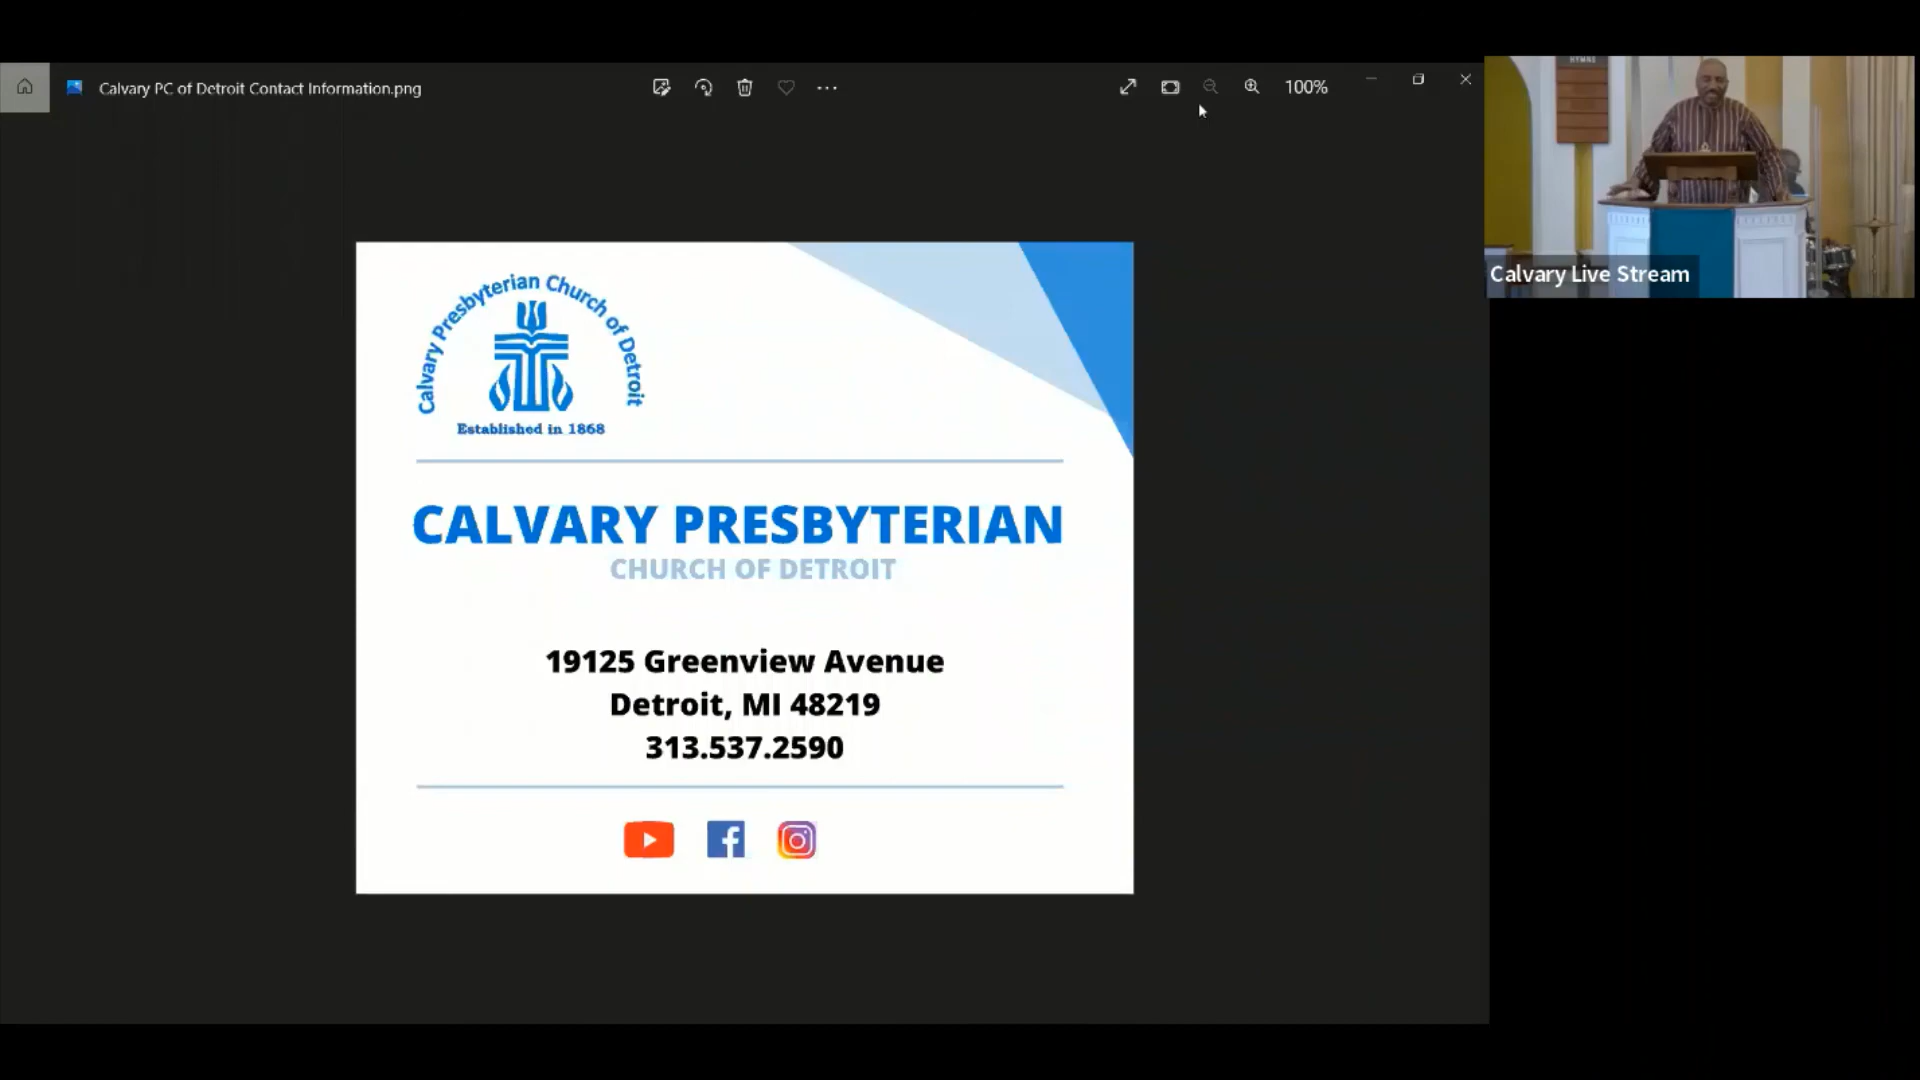 Calvary PC of Detroit Contact Information.png
100%
HYMNS
Calvary Live Stream
Calvary Presbyterian Church of Detroit
Established in 1868
CALVARY PRESBYTERIAN
CHURCH OF DETROIT
19125 Greenview Avenue
Detroit, MI 48219
313.537.2590